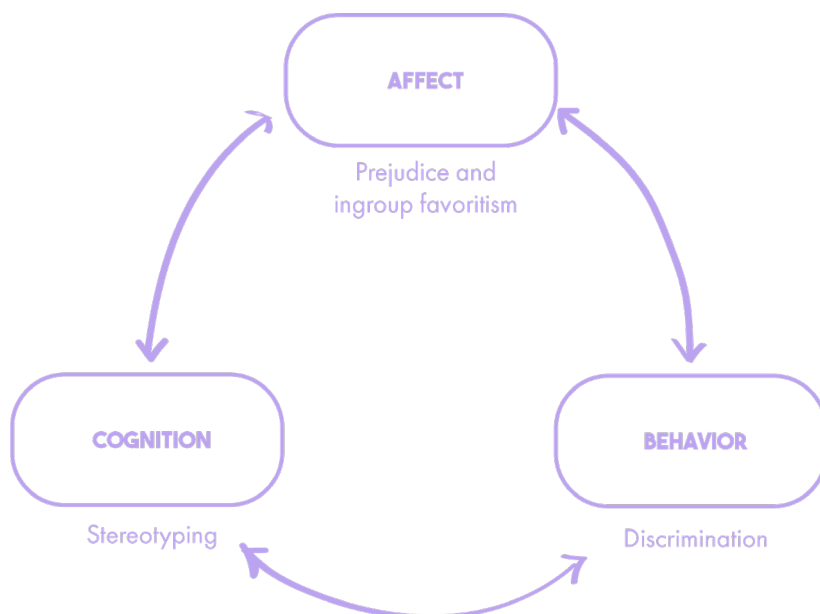 AFFECT
Prejudice and
ingroup favoritism
COGNITION
BEHAVIOR
Stereotyping
Discrimination